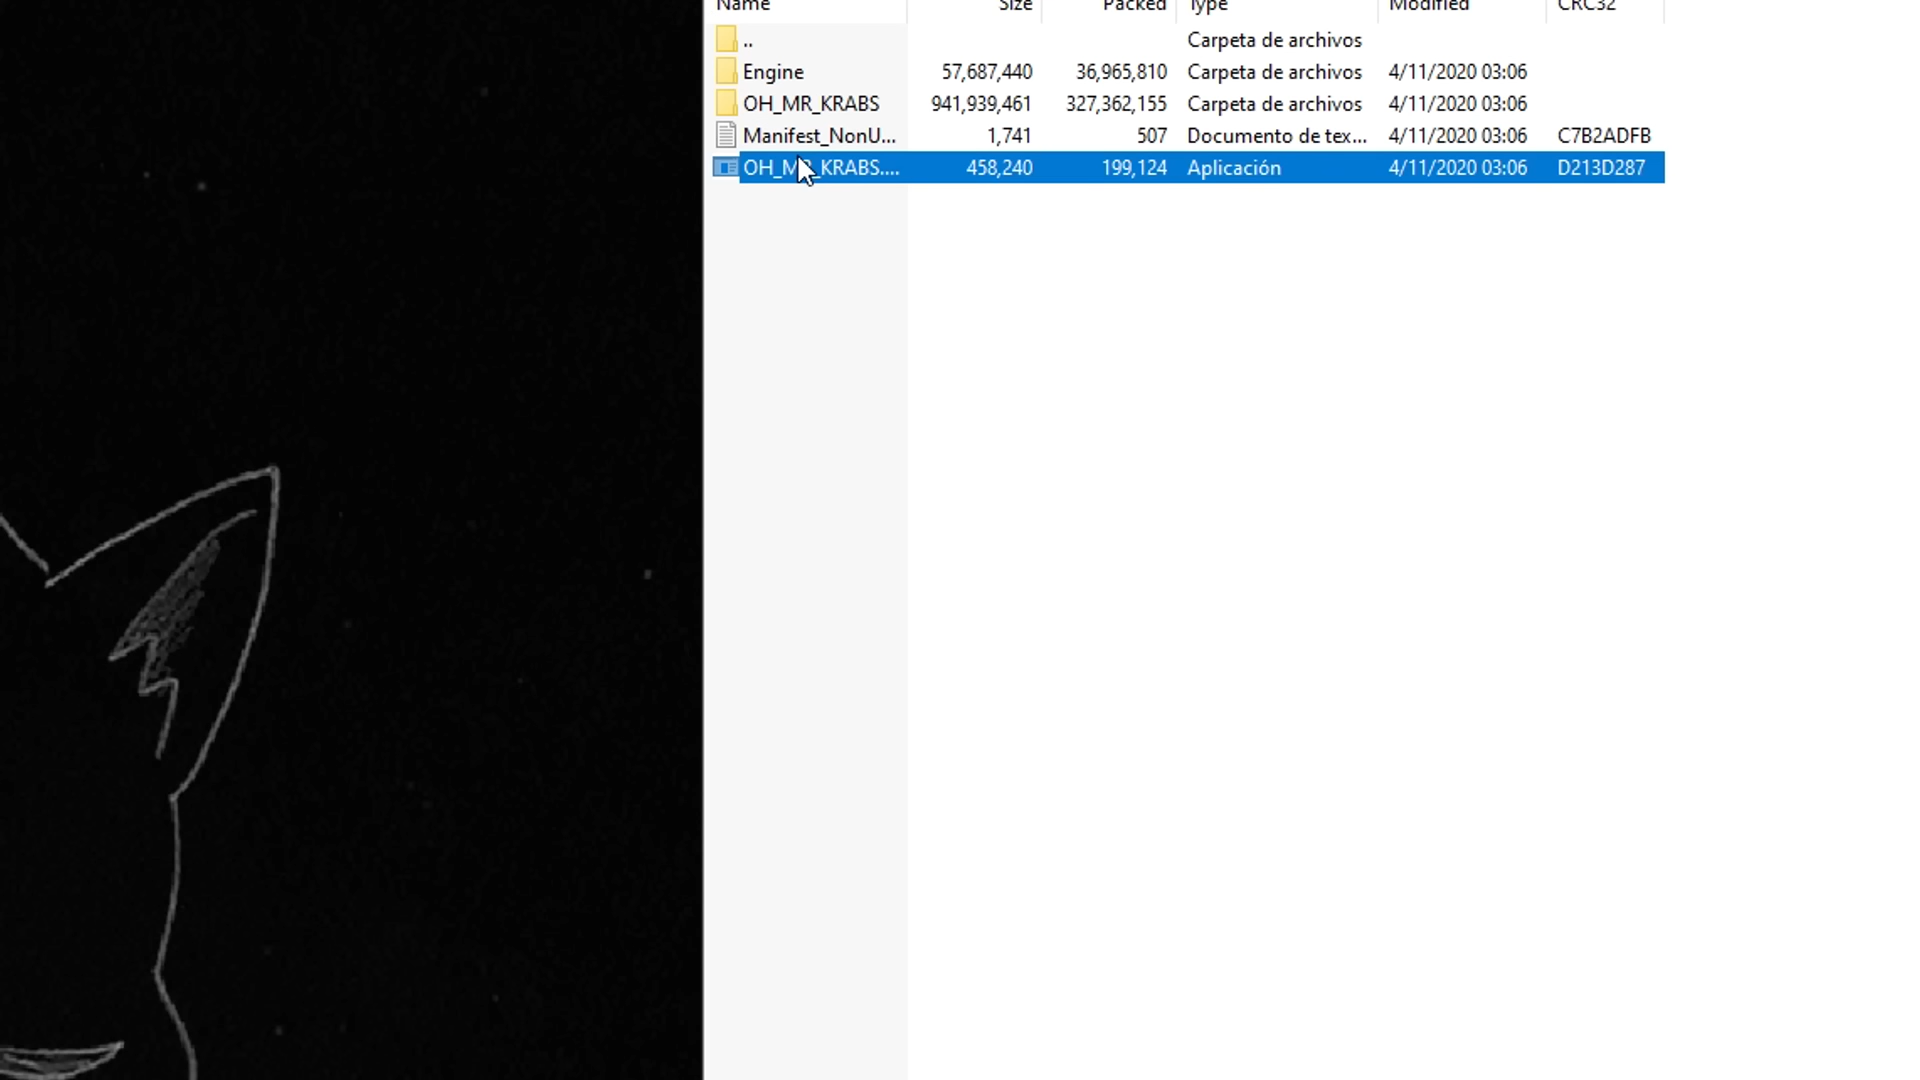 Name Size Packed Type Modified CRC32
.. Carpeta de archivos
Engine 57,687,440 36,965,810 Carpeta de archivos 4/11/2020 03:06
OH_MR_KRABS 941,939,461 327,362,155 Carpeta de archivos 4/11/2020 03:06
Manifest_NonU... 1,741 507 Documento de tex... 4/11/2020 03:06 C7B2ADFB
OH_MR_KRABS.... 458,240 199,124 Aplicación 4/11/2020 03:06 D213D287